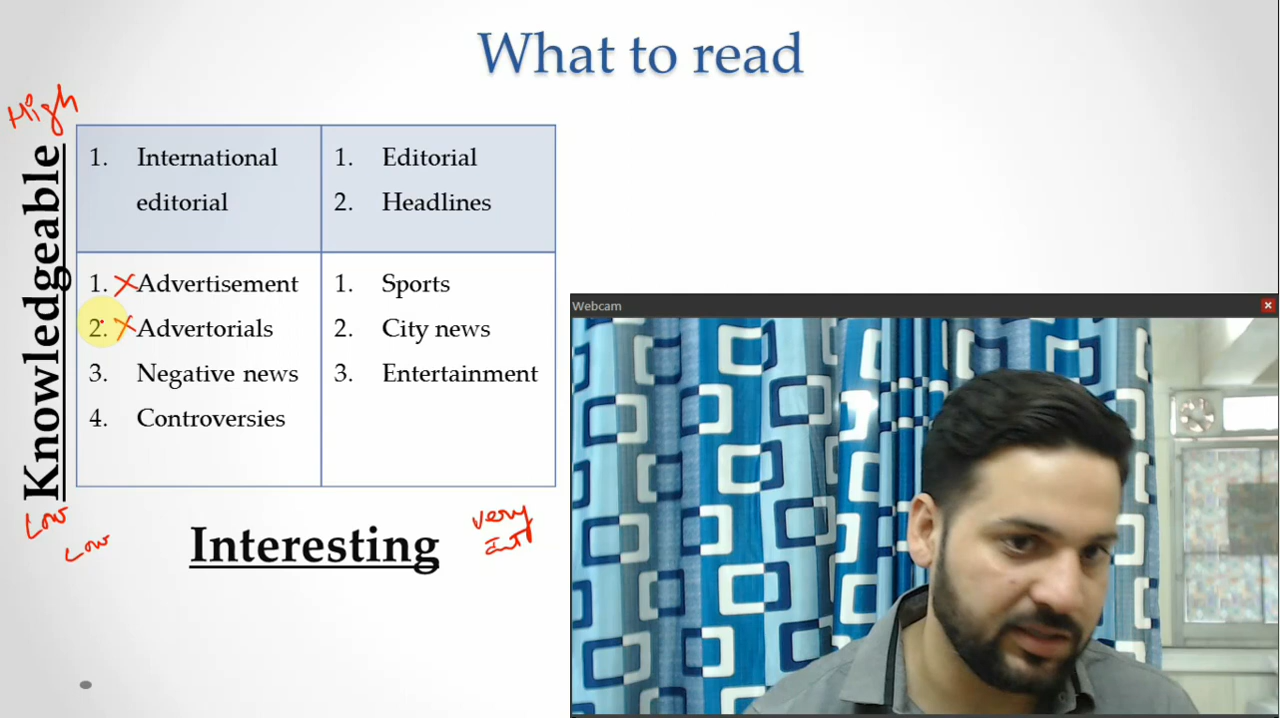 What to read
High
Knowledgeable
1. International
editorial
1. Editorial
2. Headlines
1. Advertisement
2. Advertorials
3. Negative news
4. Controversies
1. Sports
2. City news
3. Entertainment
Low
Low
Interesting
very
Int
Webcam